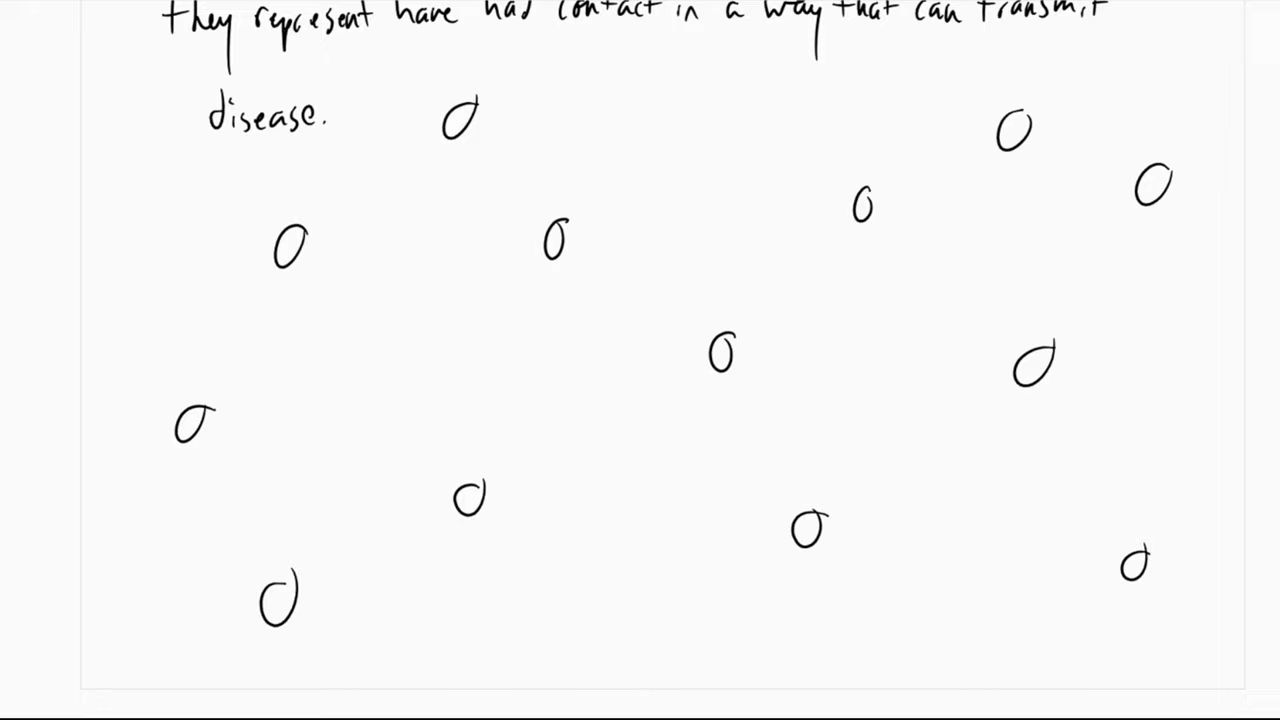 they represent have had contact in a way that can transmit
disease.